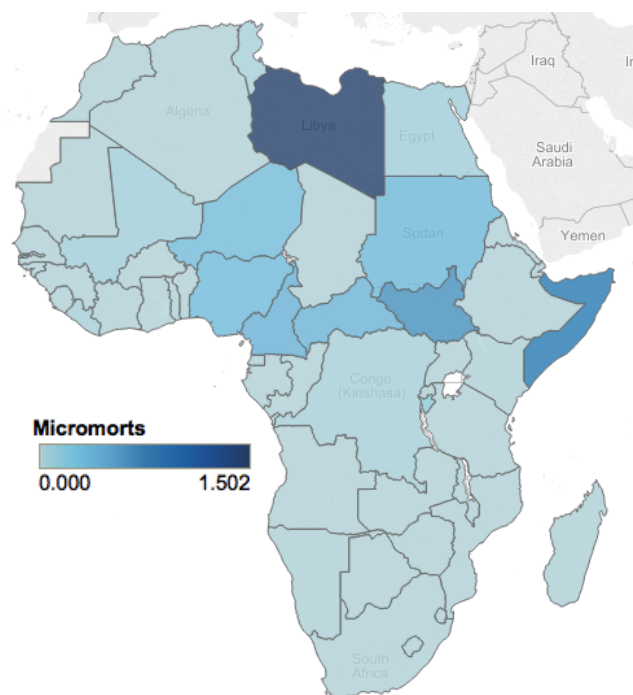 Iraq
Algeria
Libya
Egypt
Saudi
Arabia
Sudan
Yemen
Congo
(Kinshasa)
Micromorts
0.000 1.502
South
Africa